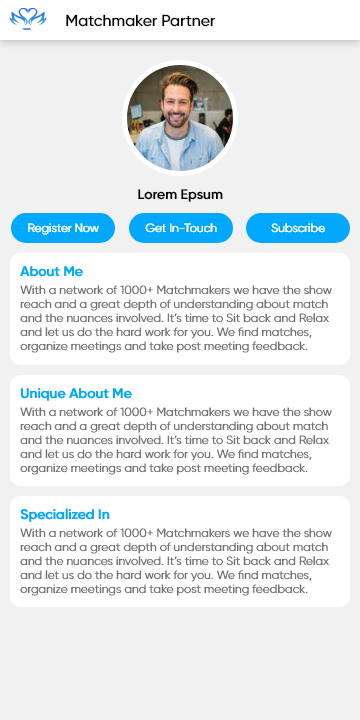 Matchmaker Partner
Lorem Epsum
Register Now
Get In-Touch
Subscribe
About Me
With a network of 1000+ Matchmakers we have the show
reach and a great depth of understanding about match
and the nuances involved. It's time to Sit back and Relax
and let us do the hard work for you. We find matches,
organize meetings and take post meeting feedback.
Unique About Me
With a network of 1000+ Matchmakers we have the show
reach and a great depth of understanding about match
and the nuances involved. It's time to Sit back and Relax
and let us do the hard work for you. We find matches,
organize meetings and take post meeting feedback.
Specialized In
With a network of 1000+ Matchmakers we have the show
reach and a great depth of understanding about match
and the nuances involved. It's time to Sit back and Relax
and let us do the hard work for you. We find matches,
organize meetings and take post meeting feedback.